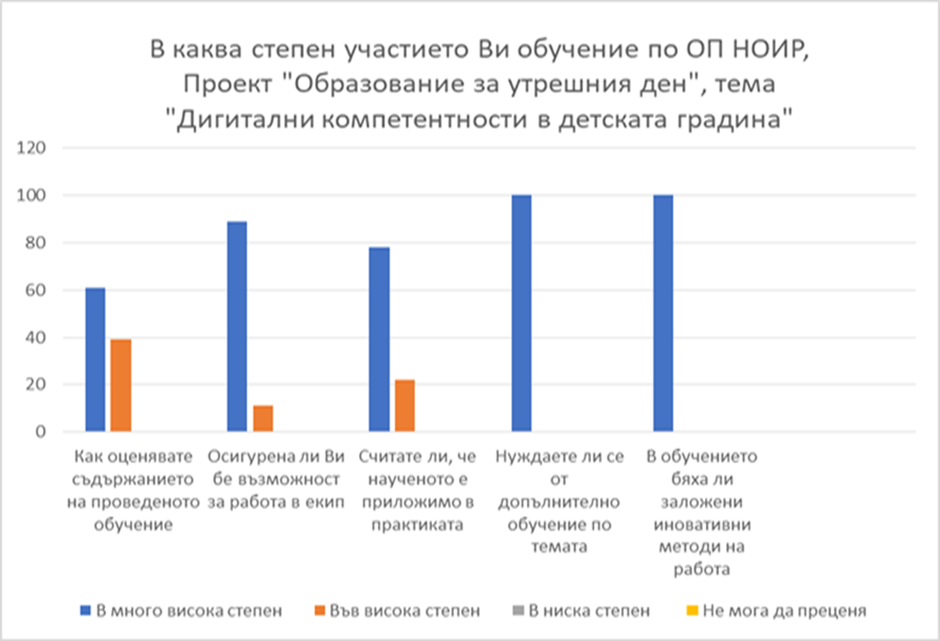 В каква степен участието Ви обучение по ОП НОИР,
Проект "Образование за утрешния ден", тема
"Дигитални компетентности в детската градина"
120
100
80
60
40
20
0
Как оценявате
съдържанието
на проведеното
обучение
Осигурена ли Ви
бе възможност
за работа в екип
Считате ли, че
наученото е
приложимо в
практиката
Нуждаете ли се
от
допълнително
обучение по
темата
В обучението
бяха ли
заложени
иновативни
методи на
работа
В много висока степен
Във висока степен
В ниска степен
Не мога да преценя